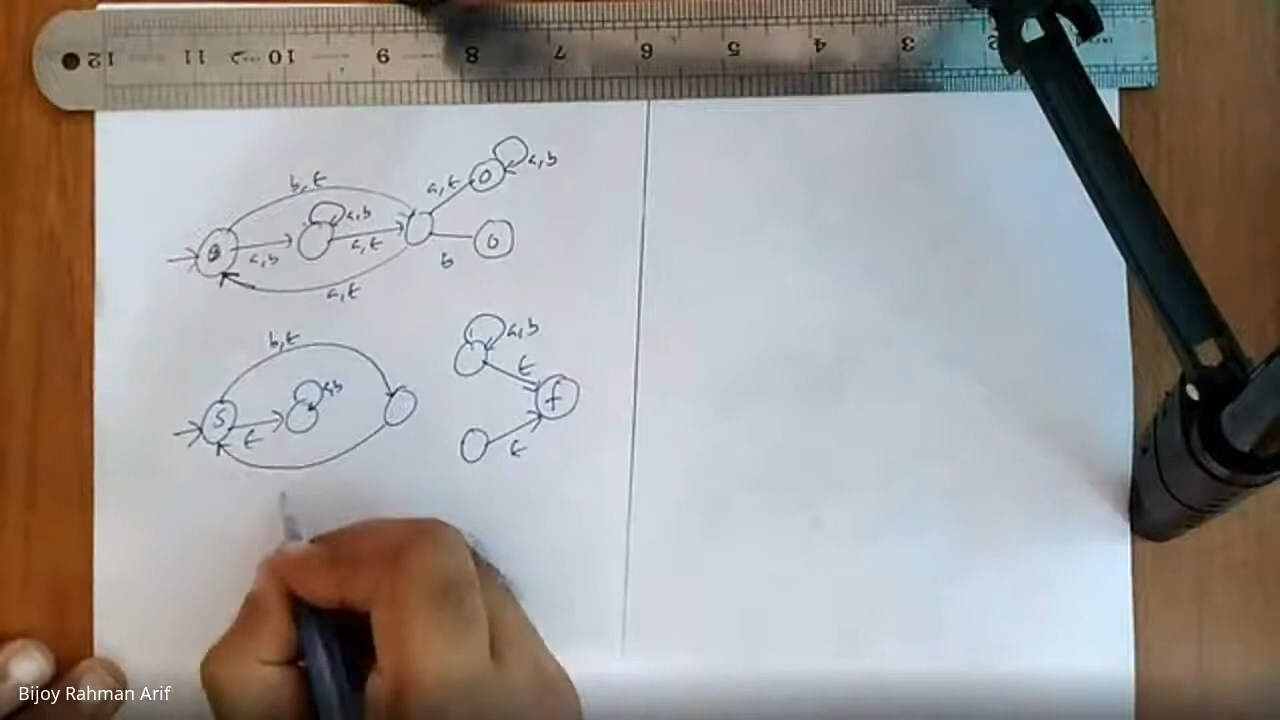 12 11 10 9 8 7 6 5 4 3 2
b, ε
a, b
a, ε
a, b
a, b
a, ε
b
a, ε
b, ε
a, b
S
ε
a, b
ε
f
ε
Bijoy Rahman Arif